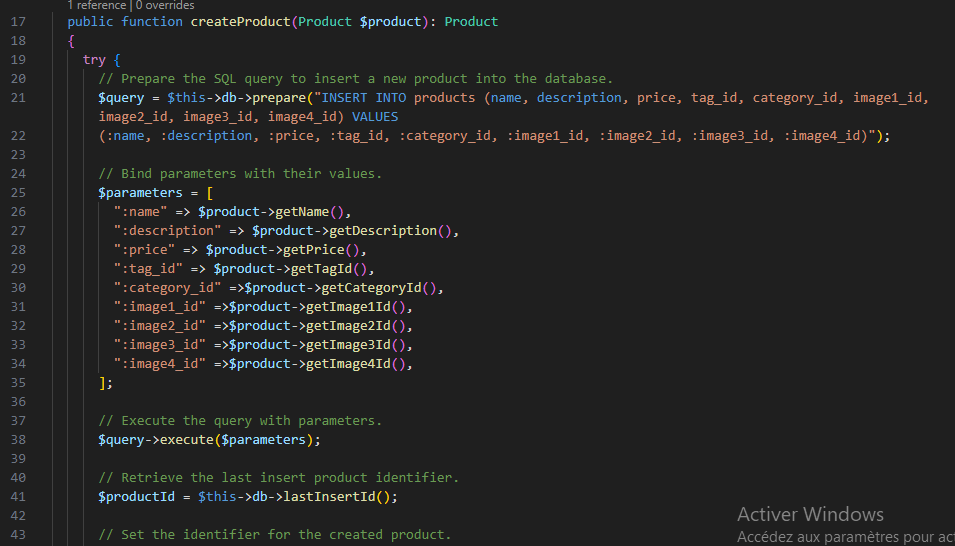 1 reference | 0 overrides
17 public function createProduct(Product $product): Product
18 {
19 try {
20 // Prepare the SQL query to insert a new product into the database.
21 $query = $this->db->prepare("INSERT INTO products (name, description, price, tag_id, category_id, image1_id,
image2_id, image3_id, image4_id) VALUES
22 (:name, :description, :price, :tag_id, :category_id, :image1_id, :image2_id, :image3_id, :image4_id)");
23
24 // Bind parameters with their values.
25 $parameters = [
26 ":name" => $product->getName(),
27 ":description" => $product->getDescription(),
28 ":price" => $product->getPrice(),
29 ":tag_id" => $product->getTagId(),
30 ":category_id" =>$product->getCategoryId(),
31 ":image1_id" =>$product->getImage1Id(),
32 ":image2_id" =>$product->getImage2Id(),
33 ":image3_id" =>$product->getImage3Id(),
34 ":image4_id" =>$product->getImage4Id(),
35 ];
36
37 // Execute the query with parameters.
38 $query->execute($parameters);
39
40 // Retrieve the last insert product identifier.
41 $productId = $this->db->lastInsertId();
42
43 // Set the identifier for the created product.
Activer Windows
Accédez aux paramètres pour act